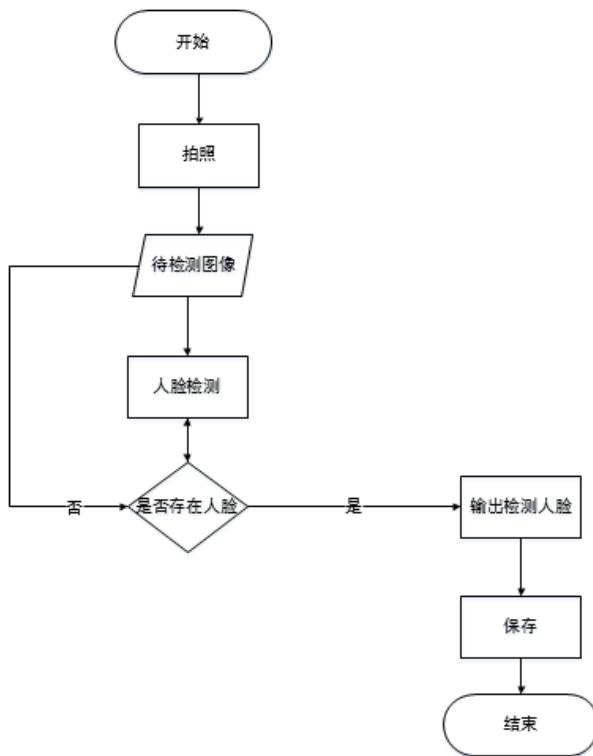 开始
拍照
待检测图像
人脸检测
是否存在人脸
否
是
输出检测人脸
保存
结束